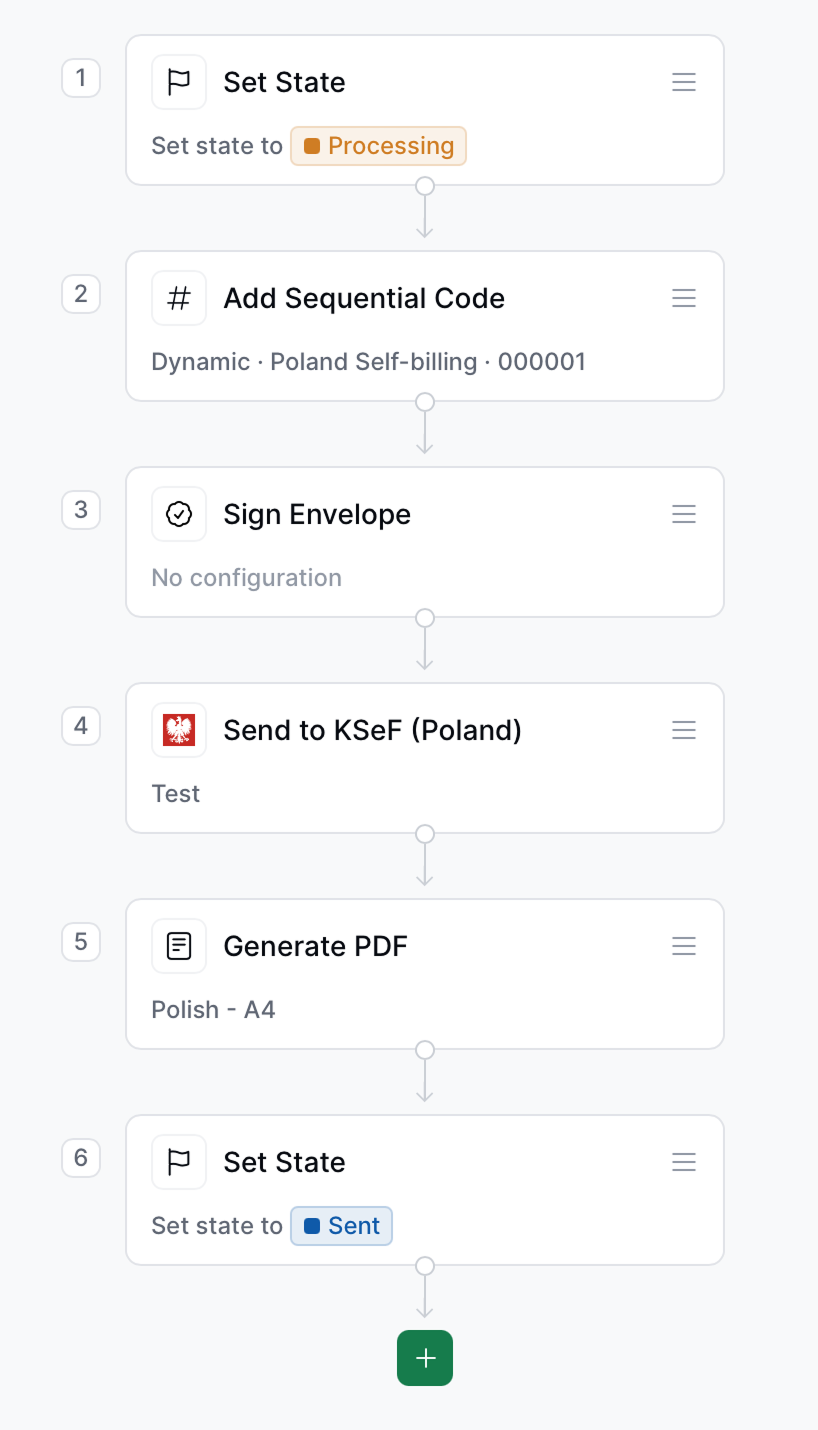 1
Set State
Set state to Processing
2
Add Sequential Code
Dynamic · Poland Self-billing · 000001
3
Sign Envelope
No configuration
4
Send to KSeF (Poland)
Test
5
Generate PDF
Polish - A4
6
Set State
Set state to Sent